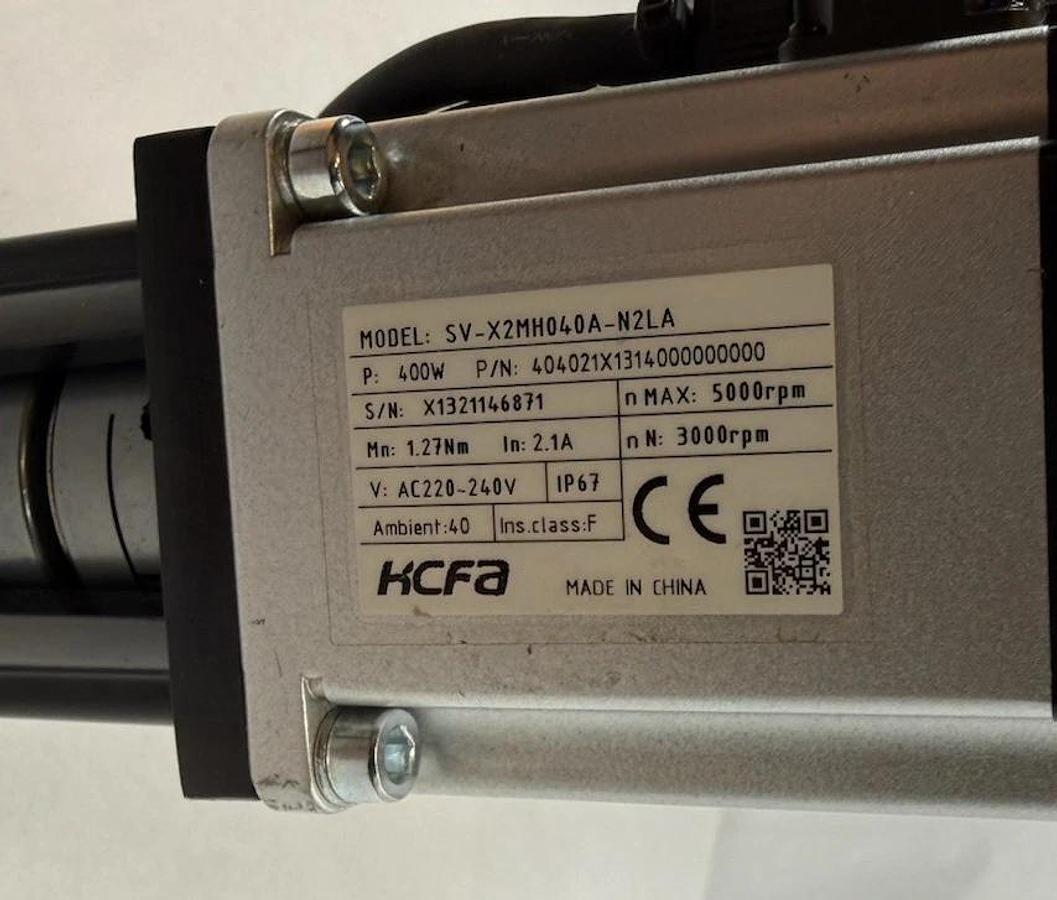 MODEL: SV-X2MH040A-N2LA
P: 400W P/N: 404021X1314000000000
S/N: X1321146871 n MAX: 5000rpm
Mn: 1.27Nm In: 2.1A n N: 3000rpm
V: AC220~240V IP67
Ambient:40 Ins.class:F CE
HCFA MADE IN CHINA